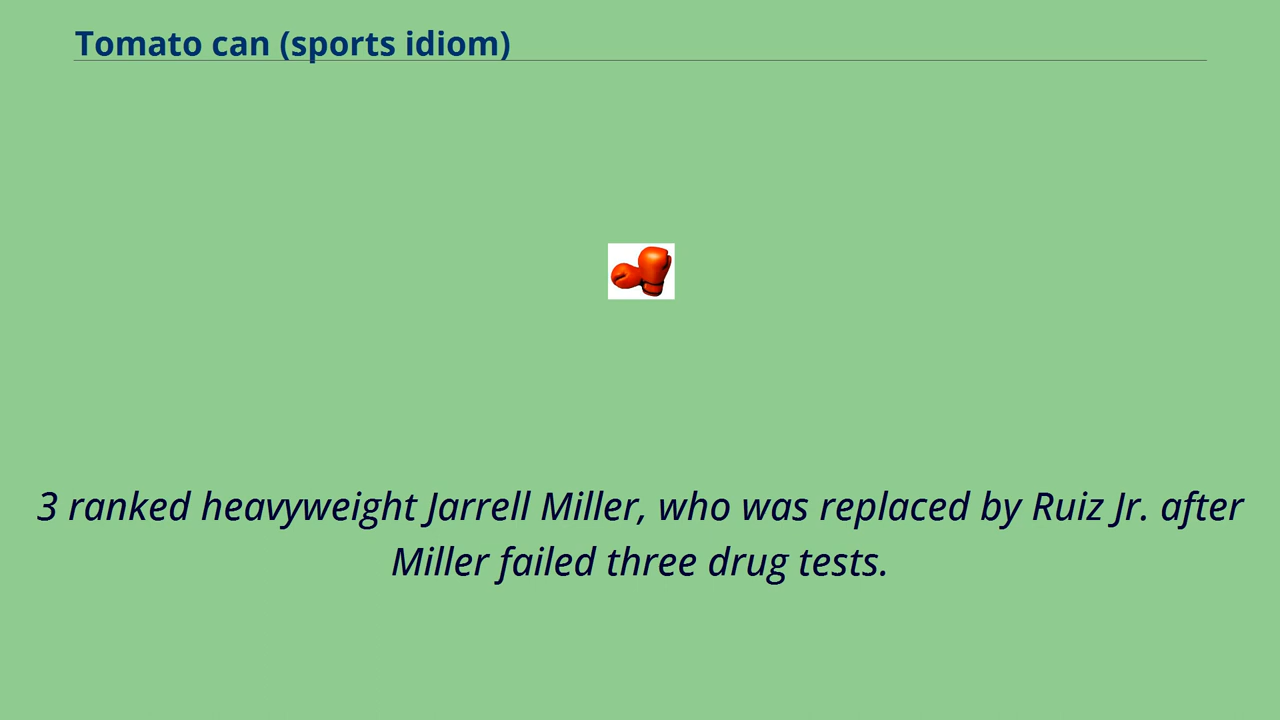 Tomato can (sports idiom)
3 ranked heavyweight Jarrell Miller, who was replaced by Ruiz Jr. after
Miller failed three drug tests.